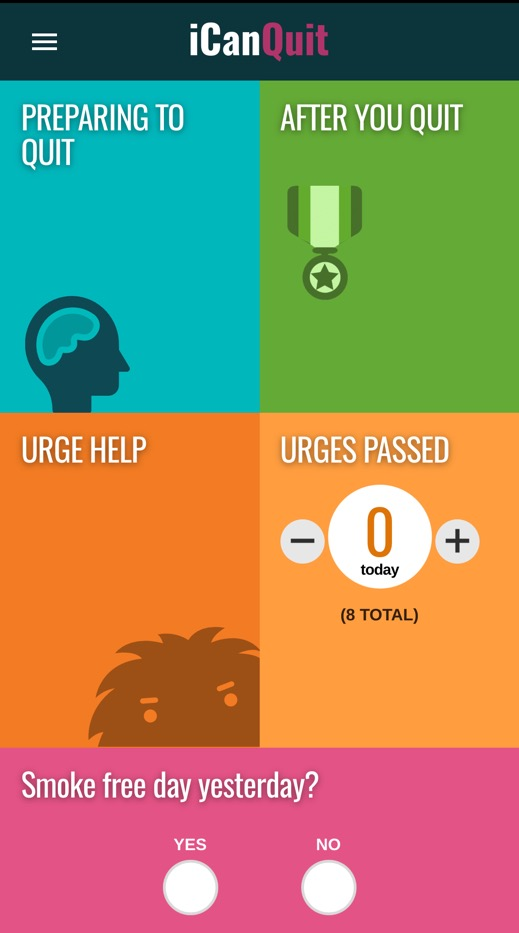 iCanQuit
PREPARING TO
QUIT
AFTER YOU QUIT
URGE HELP
URGES PASSED
0
today
(8 TOTAL)
Smoke free day yesterday?
YES
NO